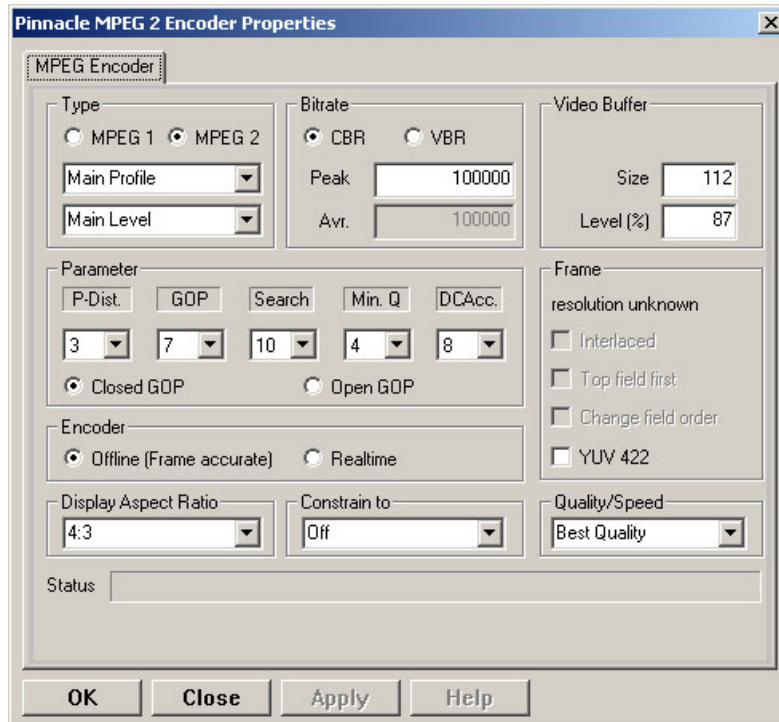 Pinnacle MPEG 2 Encoder Properties
MPEG Encoder
Type
MPEG 1 MPEG 2
Main Profile
Main Level
Bitrate
CBR VBR
Peak 100000
Avr. 100000
Video Buffer
Size 112
Level (%) 87
Parameter
P-Dist. GOP Search Min. Q DCAcc.
3 7 10 4 8
Closed GOP Open GOP
Frame
resolution unknown
Interlaced
Top field first
Change field order
YUV 422
Encoder
Offline (Frame accurate) Realtime
Display Aspect Ratio
4:3
Constrain to
Off
Quality/Speed
Best Quality
Status
OK Close Apply Help